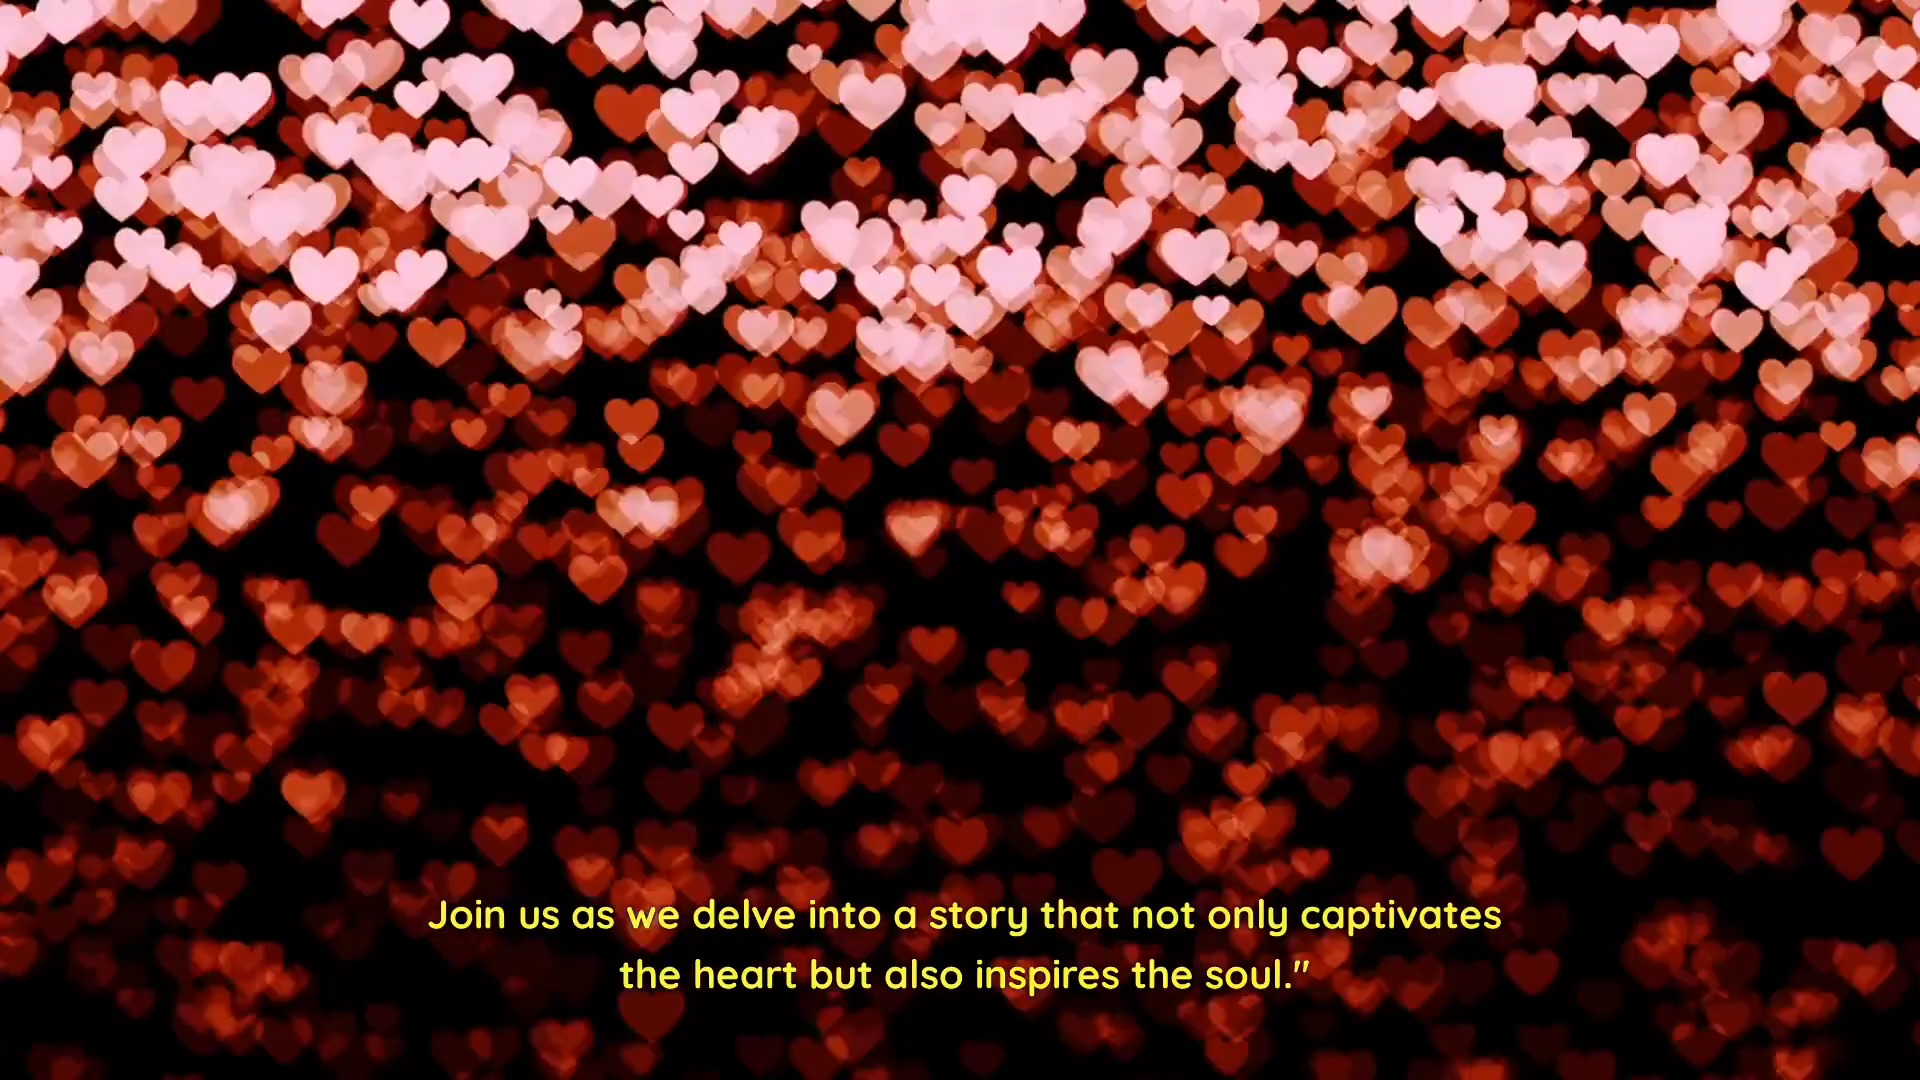 Join us as we delve into a story that not only captivates
the heart but also inspires the soul."